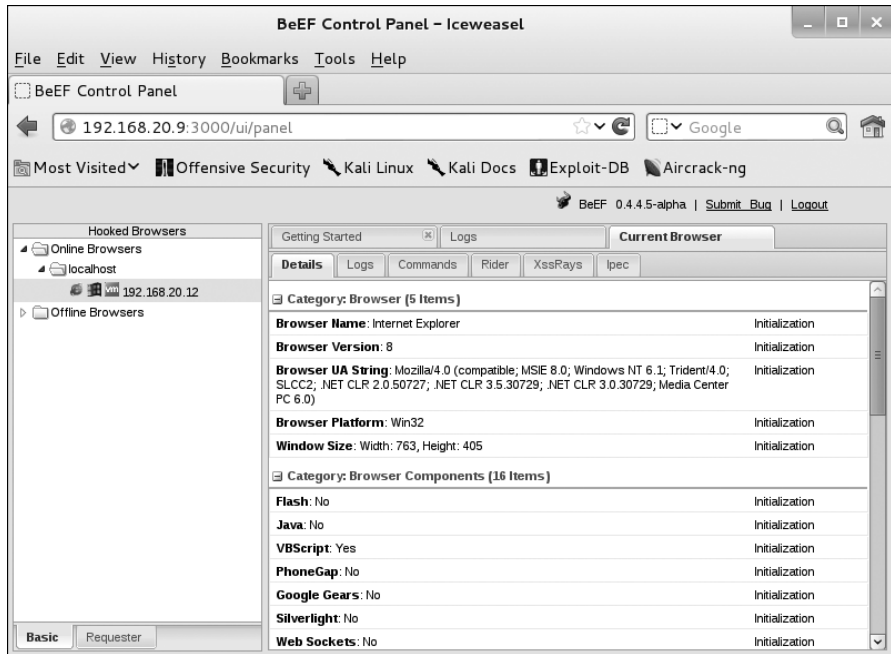 BeEF Control Panel – Iceweasel
File Edit View History Bookmarks Tools Help
BeEF Control Panel
192.168.20.9:3000/ui/panel
Google
Most Visited
Offensive Security
Kali Linux
Kali Docs
Exploit-DB
Aircrack-ng
BeEF 0.4.4.5-alpha | Submit Bug | Logout
Hooked Browsers
Online Browsers
localhost
vm 192.168.20.12
Offline Browsers
Basic
Requester
Getting Started
Logs
Current Browser
Details
Logs
Commands
Rider
XssRays
Ipec
Category: Browser (5 Items)
Browser Name: Internet Explorer Initialization
Browser Version: 8 Initialization
Browser UA String: Mozilla/4.0 (compatible; MSIE 8.0; Windows NT 6.1; Trident/4.0; Initialization
SLCC2; .NET CLR 2.0.50727; .NET CLR 3.5.30729; .NET CLR 3.0.30729; Media Center
PC 6.0)
Browser Platform: Win32 Initialization
Window Size: Width: 763, Height: 405 Initialization
Category: Browser Components (16 Items)
Flash: No Initialization
Java: No Initialization
VBScript: Yes Initialization
PhoneGap: No Initialization
Google Gears: No Initialization
Silverlight: No Initialization
Web Sockets: No Initialization